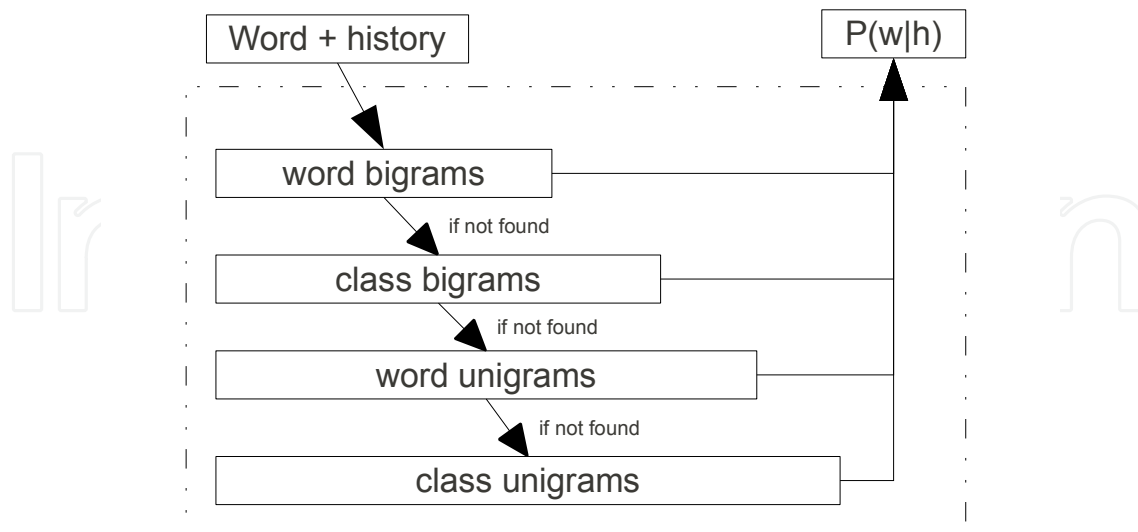 Word + history
P(w|h)
word bigrams
if not found
class bigrams
if not found
word unigrams
if not found
class unigrams